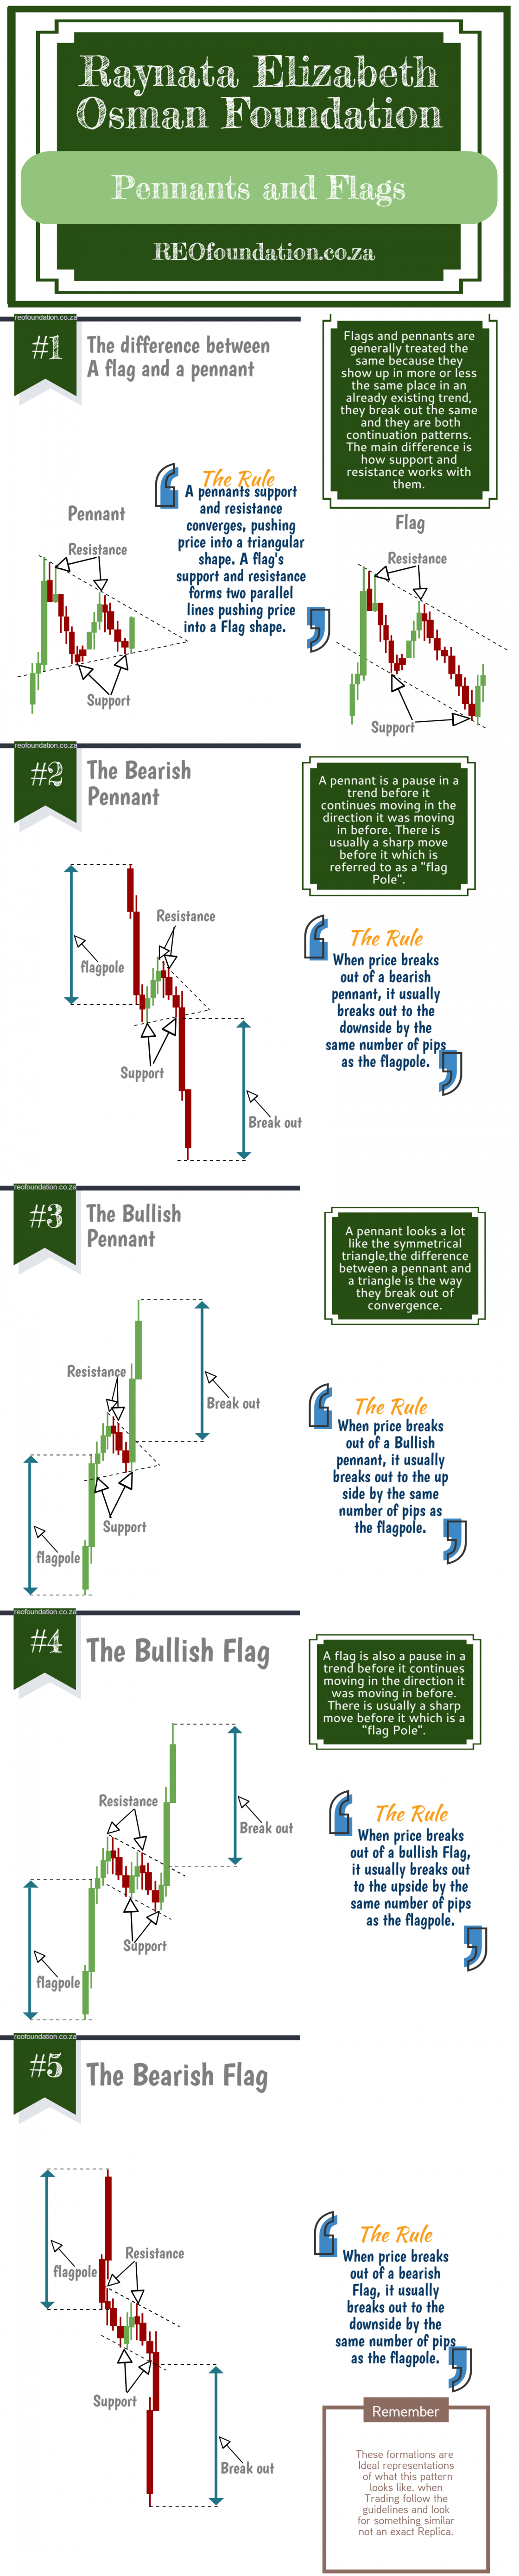 Raynata Elizabeth
Osman Foundation
Pennants and Flags
REOfoundation.co.za
reofoundation.co.za
#1
The difference between
A flag and a pennant
Flags and pennants are
generally treated the
same because they
show up in more or less
the same place in an
already existing trend,
they break out the same
and they are both
continuation patterns.
The main difference is
how support and
resistance works with
them.
The Rule
A pennants support
and resistance
converges, pushing
price into a triangular
shape. A flag's
support and resistance
forms two parallel
lines pushing price
into a Flag shape.
Pennant
Resistance
Support
Flag
Resistance
Support
reofoundation.co.za
#2
The Bearish
Pennant
A pennant is a pause in a
trend before it
continues moving in the
direction it was moving
in before. There is
usually a sharp move
before it which is
referred to as a "flag
Pole".
Resistance
flagpole
Support
Break out
The Rule
When price breaks
out of a bearish
pennant, it usually
breaks out to the
downside by the
same number of pips
as the flagpole.
reofoundation.co.za
#3
The Bullish
Pennant
A pennant looks a lot
like the symmetrical
triangle,the difference
between a pennant and
a triangle is the way
they break out of
convergence.
Resistance
Break out
Support
flagpole
The Rule
When price breaks
out of a Bullish
pennant, it usually
breaks out to the up
side by the same
number of pips as
the flagpole.
reofoundation.co.za
#4
The Bullish Flag
A flag is also a pause in a
trend before it continues
moving in the direction it
was moving in before.
There is usually a sharp
move before it which is a
"flag Pole".
Resistance
Break out
Support
flagpole
The Rule
When price breaks
out of a bullish Flag,
it usually breaks out
to the upside by the
same number of pips
as the flagpole.
reofoundation.co.za
#5
The Bearish Flag
Resistance
flagpole
Support
Break out
The Rule
When price breaks
out of a bearish
Flag, it usually
breaks out to the
downside by the
same number of pips
as the flagpole.
Remember
These formations are
Ideal representations
of what this pattern
looks like. when
Trading follow the
guidelines and look
for something similar
not an exact Replica.